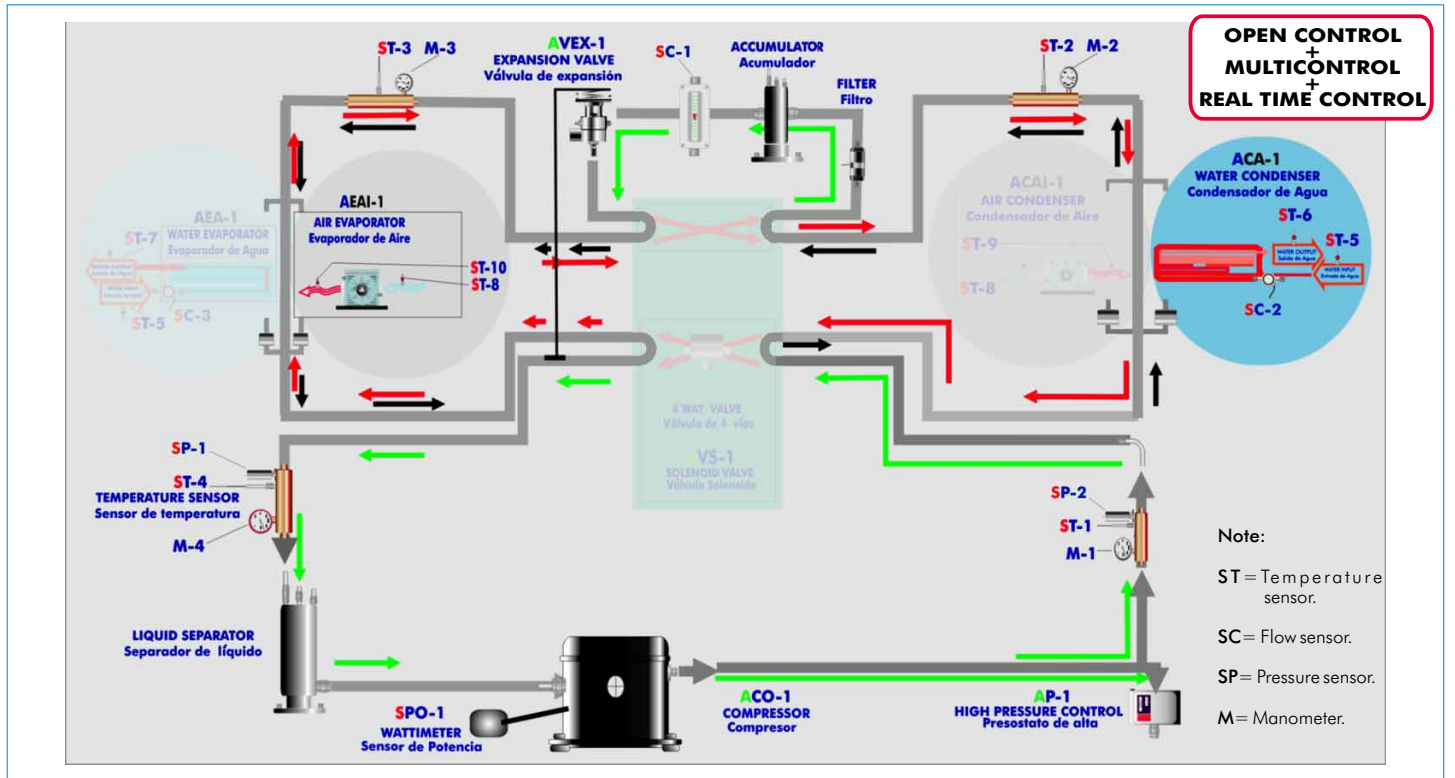 OPEN CONTROL
+
MULTICONTROL
+
REAL TIME CONTROL
ST-3 M-3
AVEX-1
EXPANSION VALVE
Válvula de expansión
SC-1
ACCUMULATOR
Acumulador
FILTER
Filtro
ST-2 M-2
AEA-1
WATER EVAPORATOR
Evaporador de Agua
ST-7
ST-5
SC-3
AEAI-1
AIR EVAPORATOR
Evaporador de Aire
ST-10
ST-8
ACAI-1
AIR CONDENSER
Condensador de Aire
ST-9
ST-8
ACA-1
WATER CONDENSER
Condensador de Agua
ST-6
ST-5
WATER OUTPUT
Salida de Agua
WATER INPUT
Entrada de Agua
SC-2
4 WAY VALVE
Válvula de 4 vías
VS-1
SOLENOID VALVE
Válvula Solenoide
SP-1
ST-4
TEMPERATURE SENSOR
Sensor de temperatura
M-4
SP-2
ST-1
M-1
LIQUID SEPARATOR
Separador de líquido
SPO-1
WATTIMETER
Sensor de Potencia
ACO-1
COMPRESSOR
Compresor
AP-1
HIGH PRESSURE CONTROL
Presostato de alta
Note:
ST= Temperature
sensor.
SC= Flow sensor.
SP= Pressure sensor.
M= Manometer.